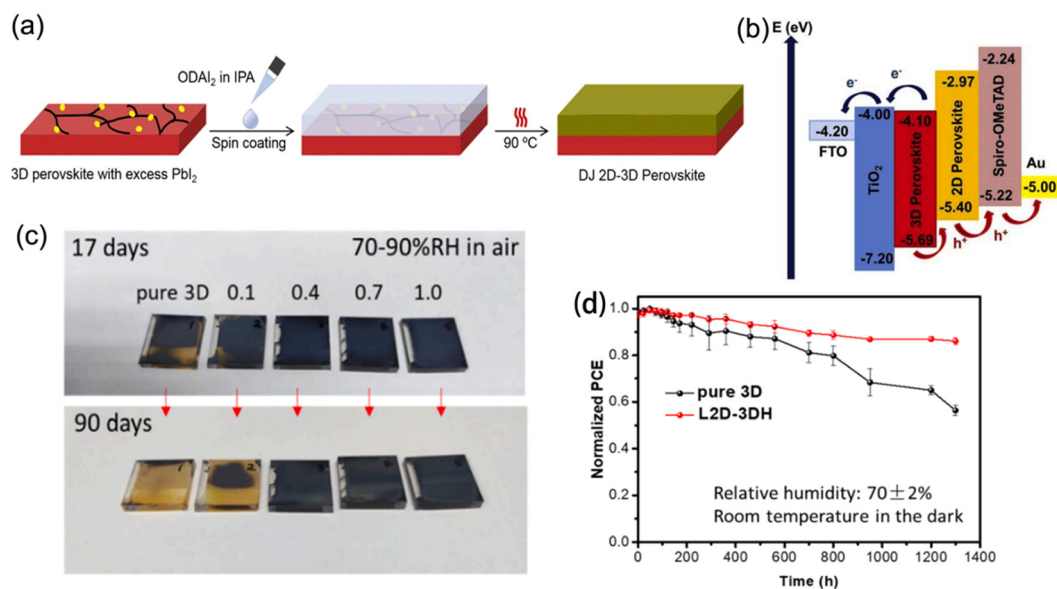 (a)
ODAI₂ in IPA
Spin coating
90 ºC
3D perovskite with excess PbI₂
DJ 2D-3D Perovskite
(b)
E (eV)
e⁻
e⁻
-4.20
FTO
-4.00
TiO₂
-7.20
-4.10
3D Perovskite
-5.69
-2.97
2D Perovskite
-5.40
-2.24
Spiro-OMeTAD
-5.22
Au
-5.00
h⁺
h⁺
(c)
17 days
70-90%RH in air
pure 3D
0.1
0.4
0.7
1.0
90 days
(d)
Normalized PCE
1.0
0.8
0.6
0.4
0.2
0.0
pure 3D
L2D-3DH
Relative humidity: 70±2%
Room temperature in the dark
0
200
400
600
800
1000
1200
1400
Time (h)